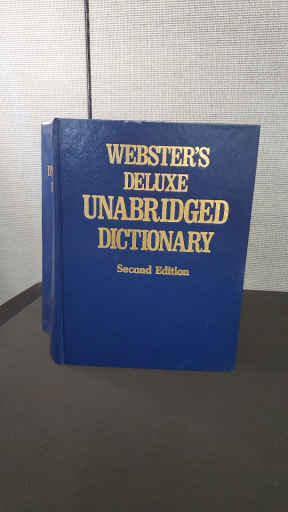 WEBSTER'S
DELUXE
UNABRIDGED
DICTIONARY
Second Edition